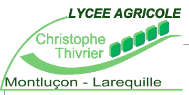 LYCEE AGRICOLE
Christophe
Thivrier
Montluçon - Larequille